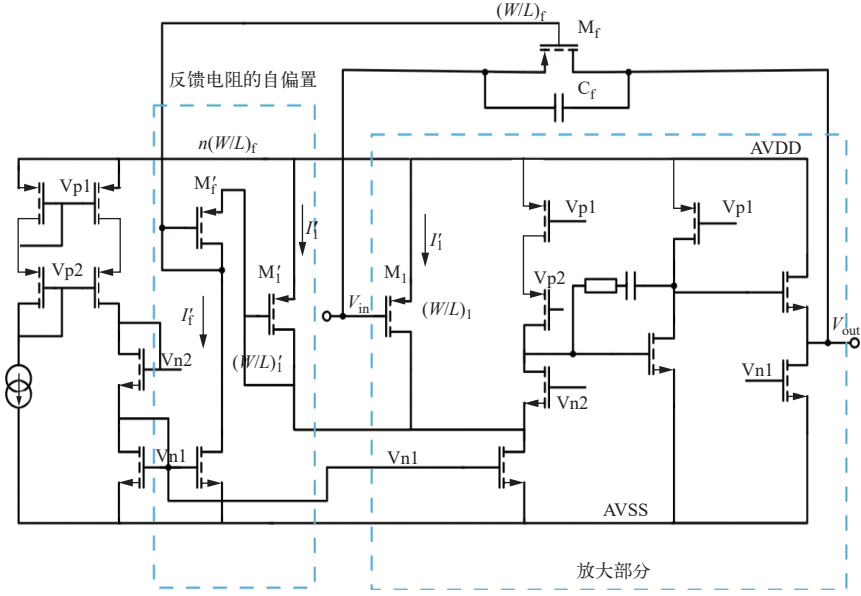 (W/L)f
Mf
反馈电阻的自偏置
Cf
n(W/L)f
AVDD
Vp1
M′f
I′1
I′1
Vp1
Vp1
Vp2
M′1
M1
Vin
(W/L)1
Vp2
I′f
(W/L)′1
Vout
Vn2
Vn1
Vn2
Vn1
Vn1
AVSS
放大部分